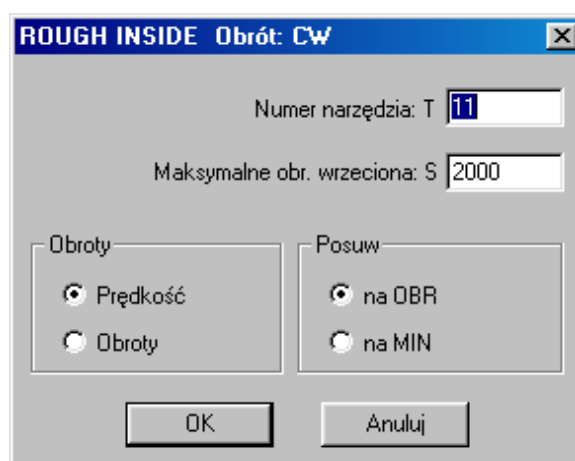 ROUGH INSIDE Obrót: CW
Numer narzędzia: T 11
Maksymalne obr. wrzeciona: S 2000
Obroty
Posuw
Prędkość
na OBR
Obroty
na MIN
OK
Anuluj